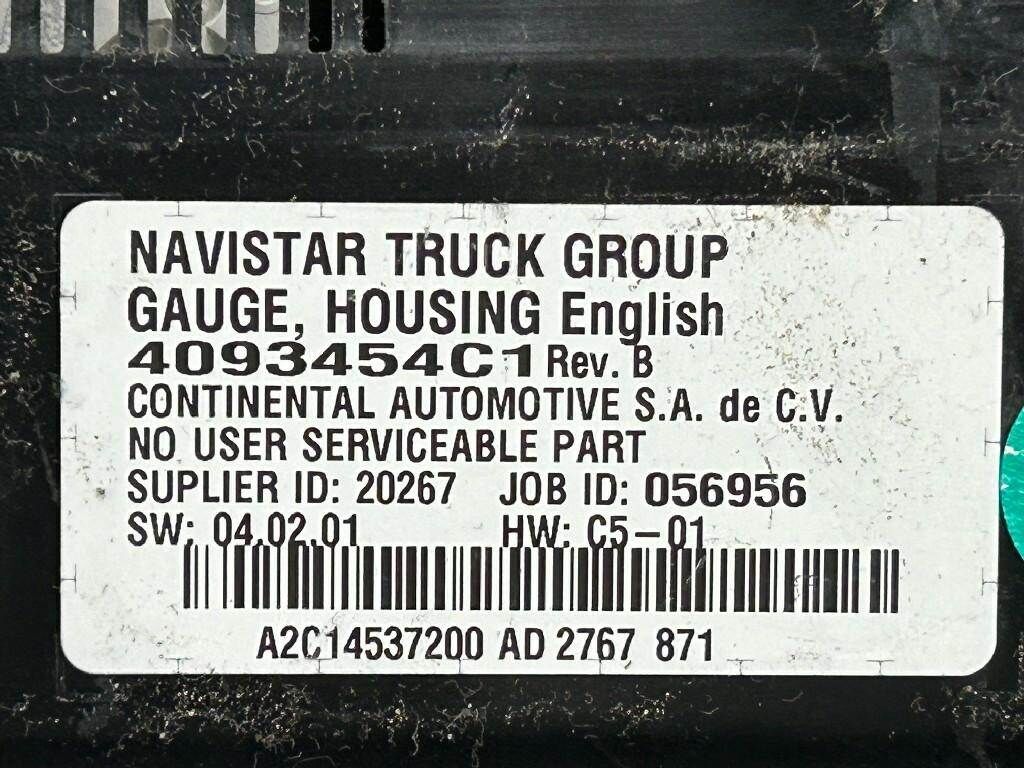 NAVISTAR TRUCK GROUP
GAUGE, HOUSING English
4093454C1 Rev. B
CONTINENTAL AUTOMOTIVE S.A. de C.V.
NO USER SERVICEABLE PART
SUPLIER ID: 20267 JOB ID: 056956
SW: 04.02.01 HW: C5-01
A2C14537200 AD 2767 871